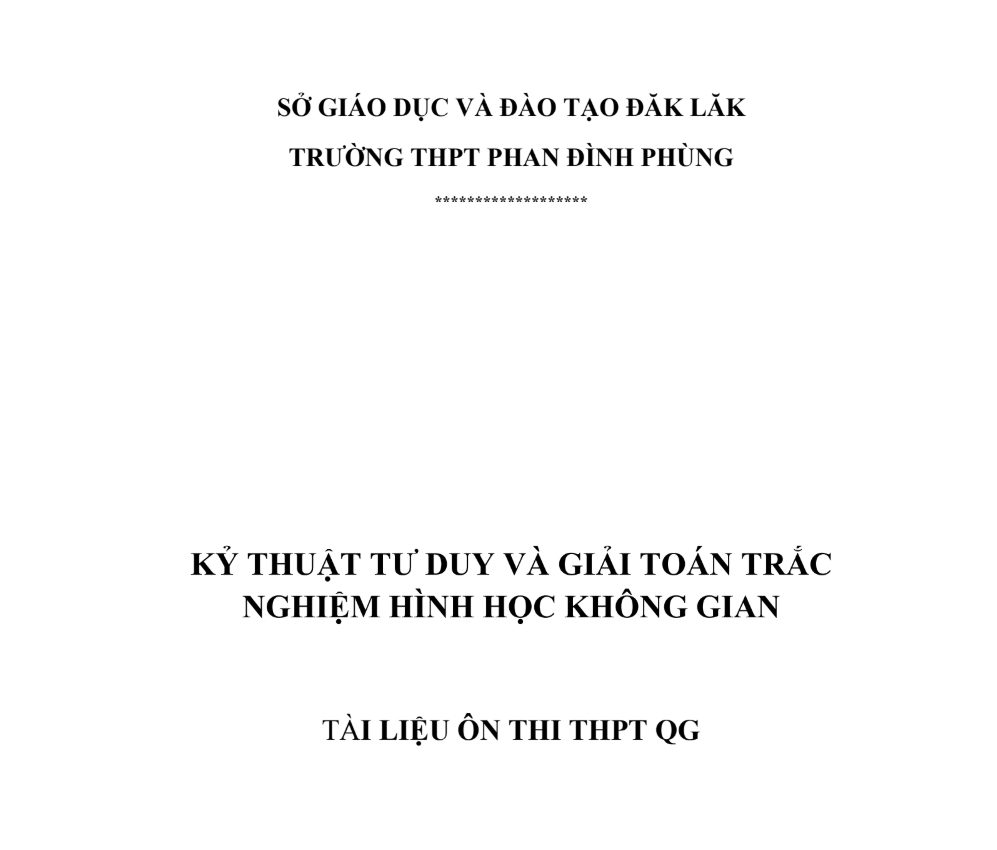 SỞ GIÁO DỤC VÀ ĐÀO TẠO ĐĂK LĂK
TRƯỜNG THPT PHAN ĐÌNH PHÙNG
*******************
KỶ THUẬT TƯ DUY VÀ GIẢI TOÁN TRẮC
NGHIỆM HÌNH HỌC KHÔNG GIAN
TÀI LIỆU ÔN THI THPT QG